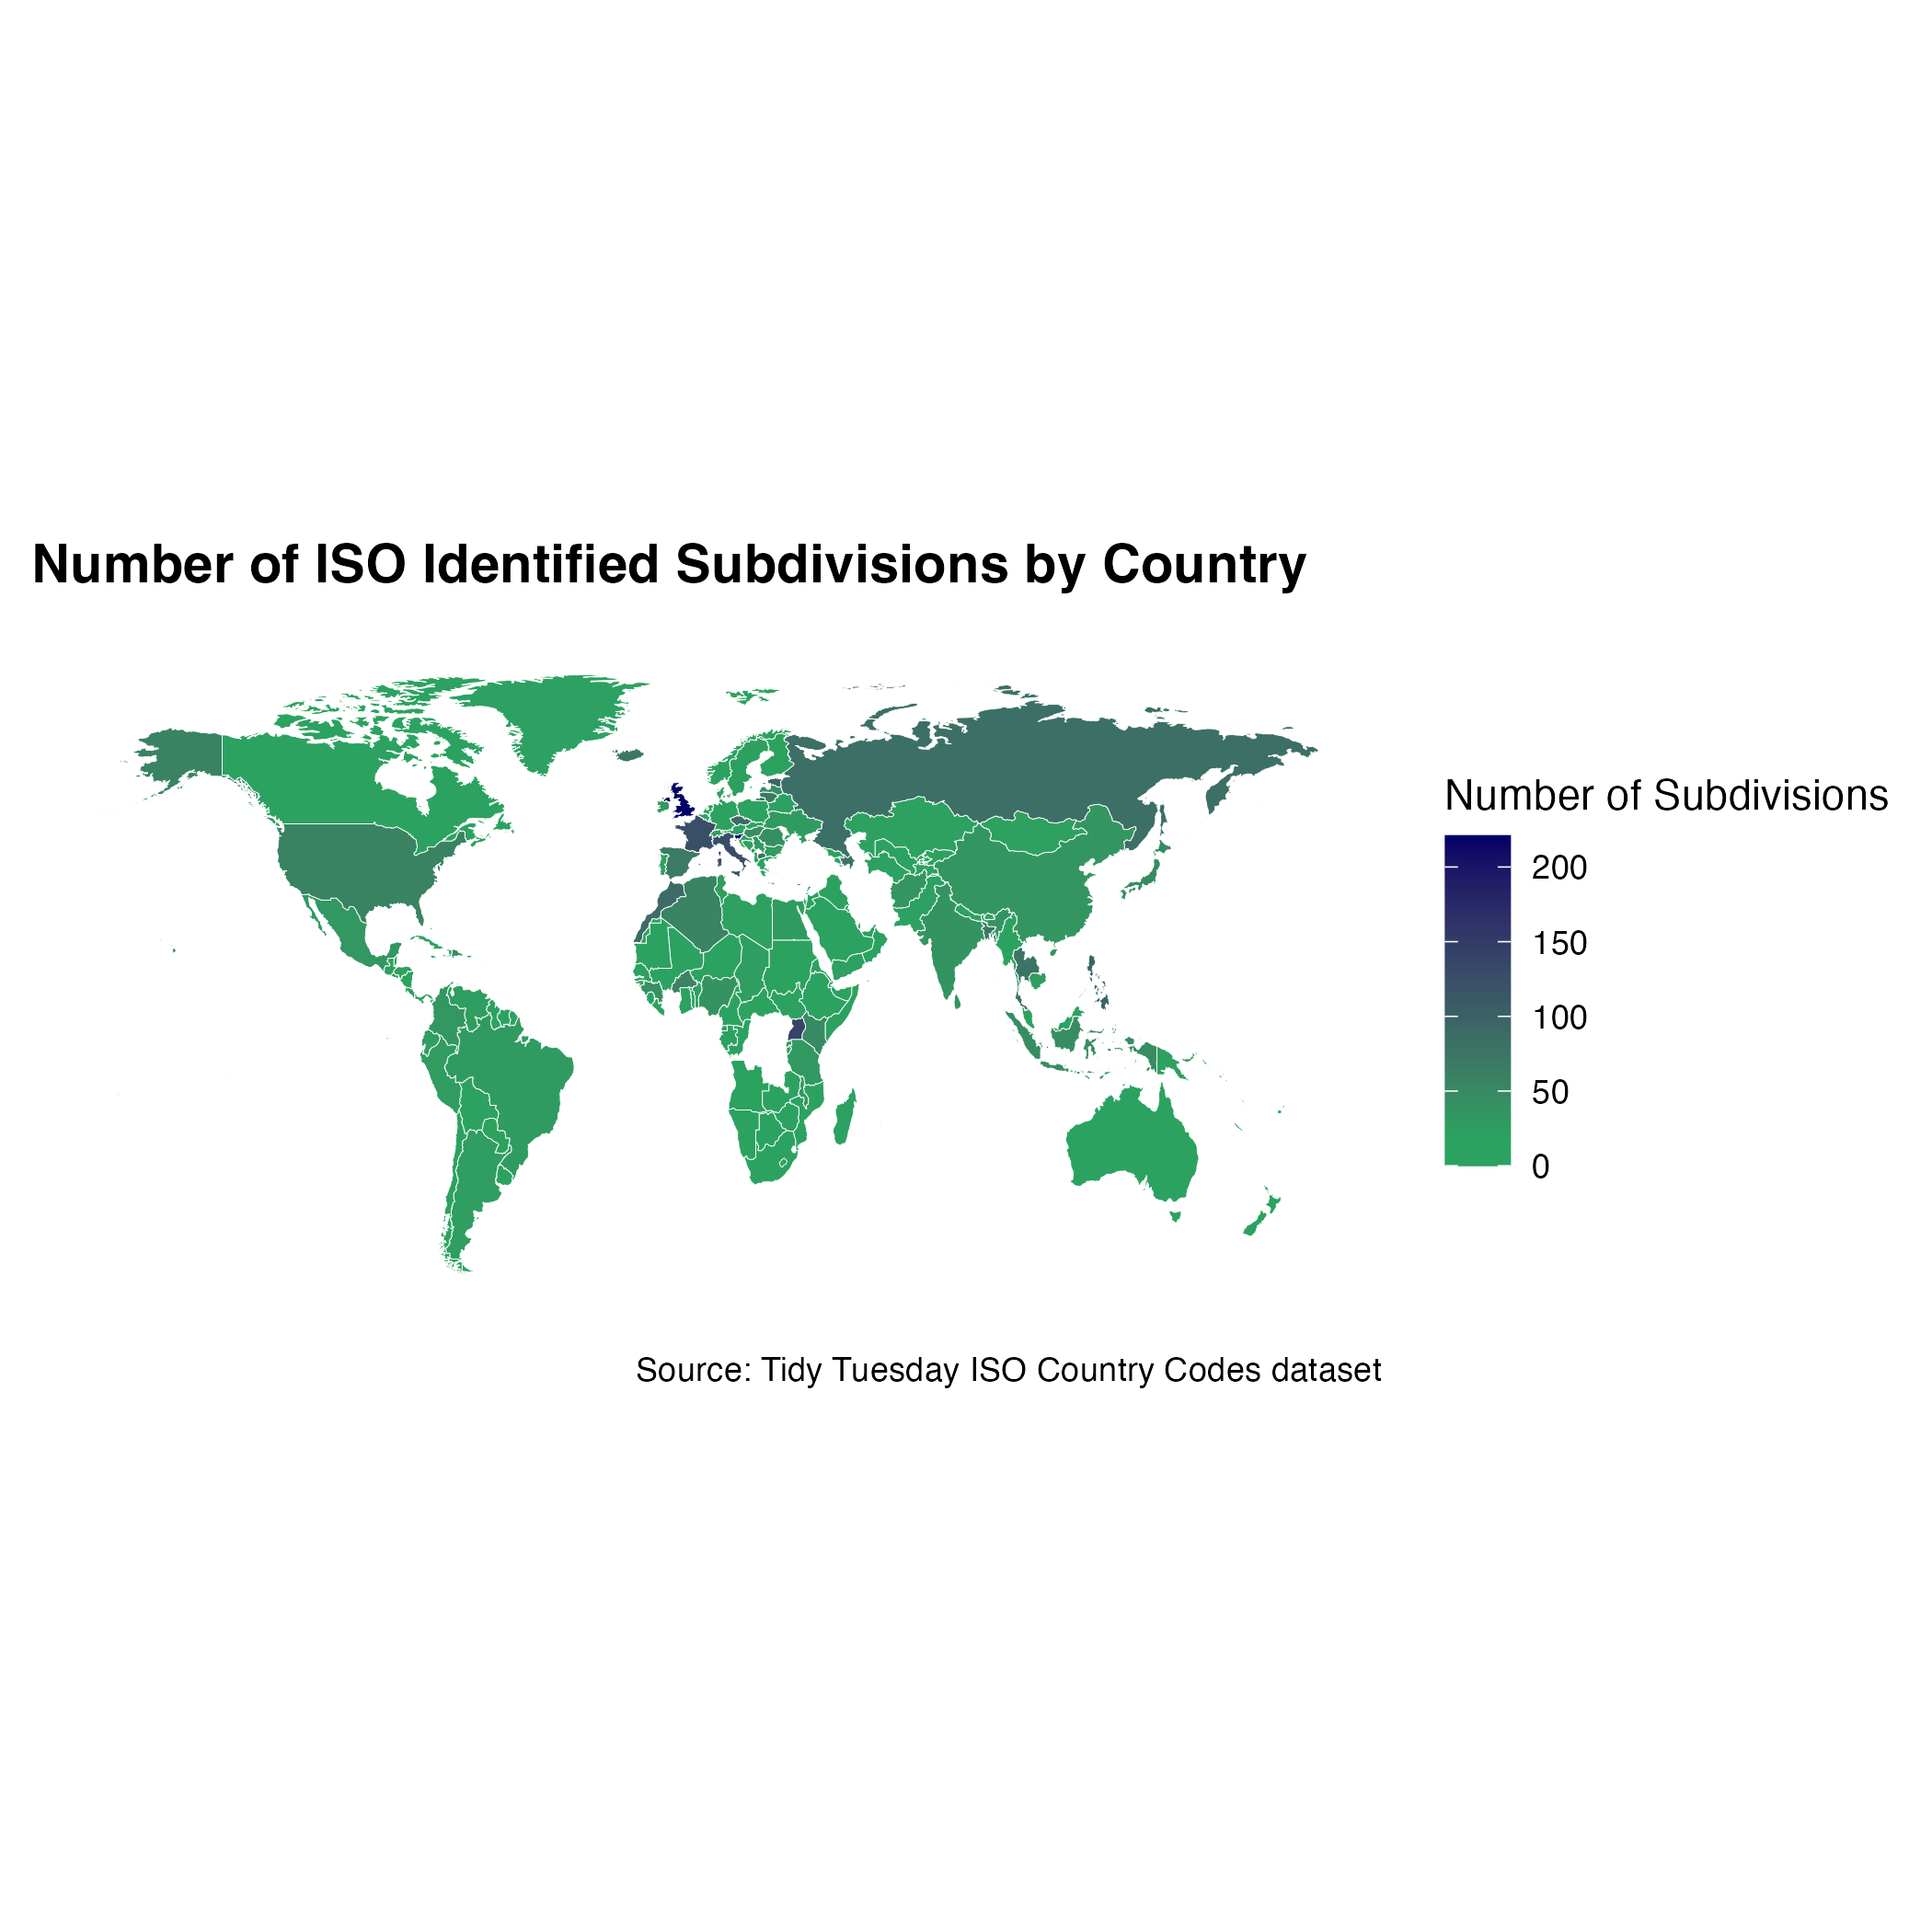 Number of ISO Identified Subdivisions by Country
Number of Subdivisions
200
150
100
50
0
Source: Tidy Tuesday ISO Country Codes dataset